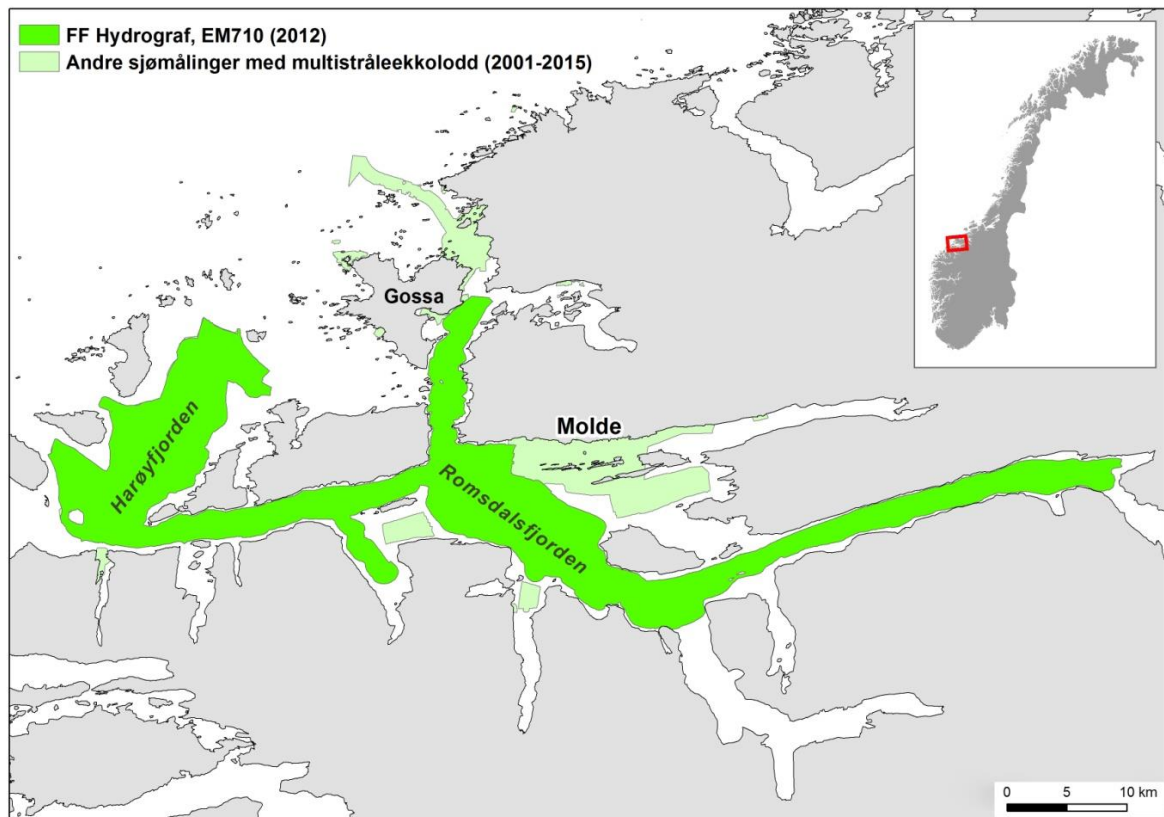 FF Hydrograf, EM710 (2012)
Andre sjømålinger med multistråleekkolodd (2001-2015)
Gossa
Molde
Harøyfjorden
Romsdalsfjorden
0 5 10 km